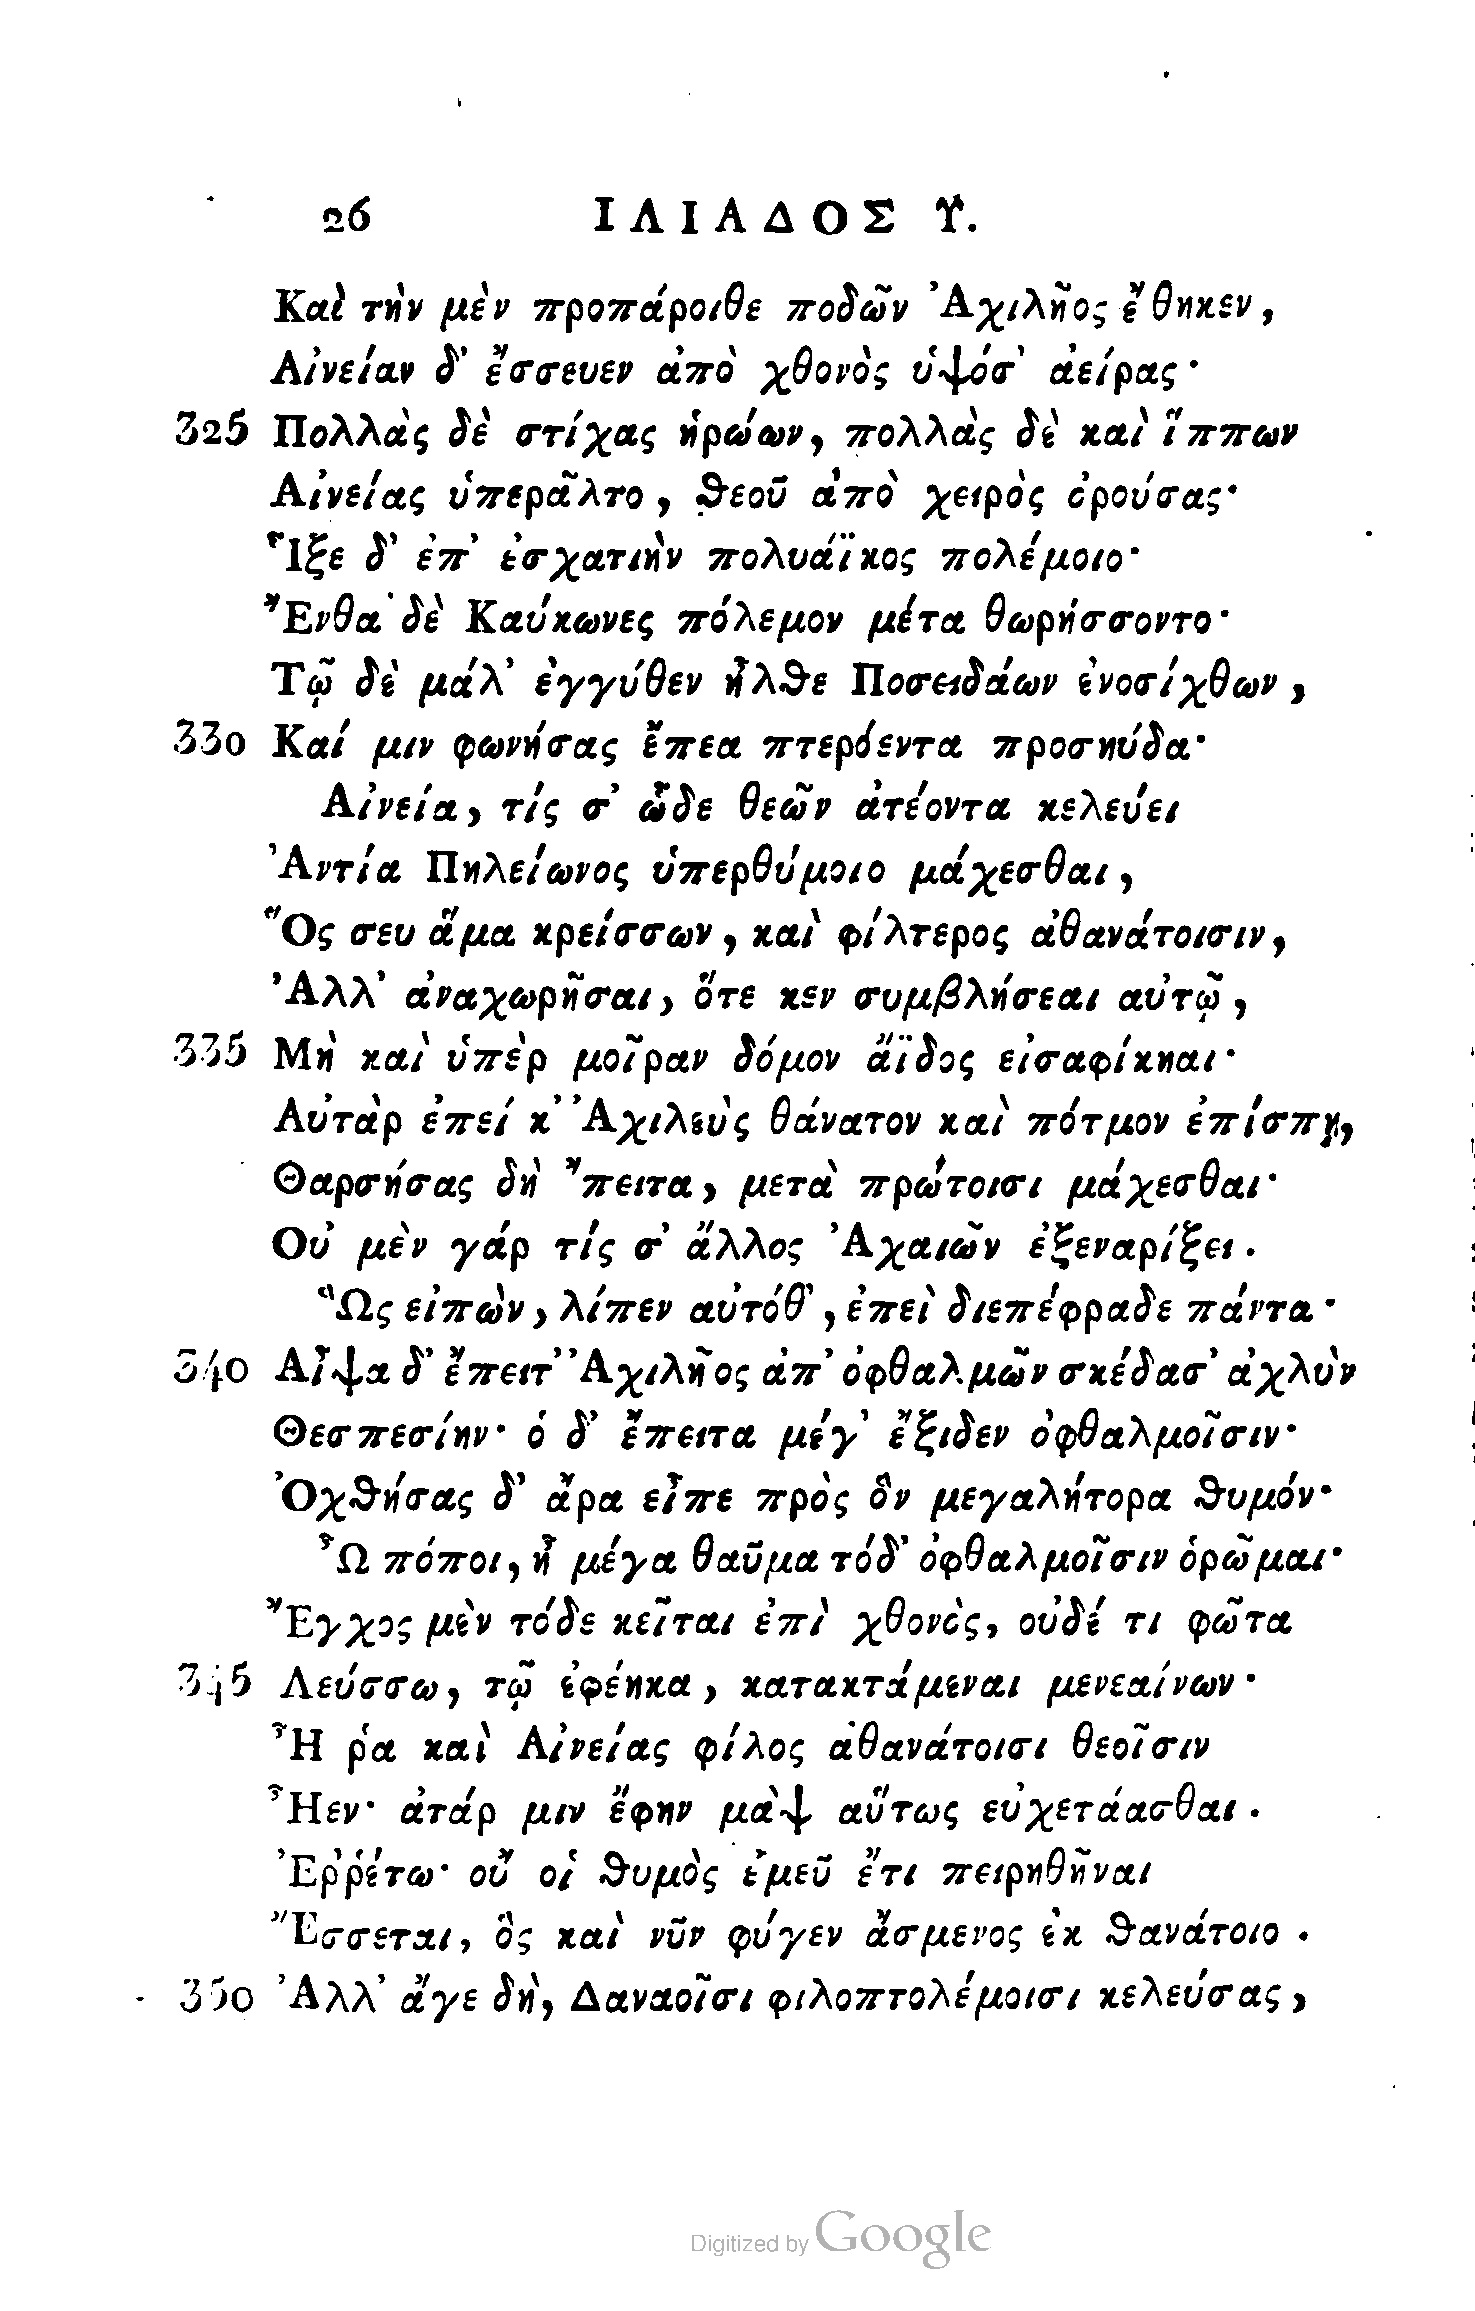 26 ΙΛΙΑΔΟΣ Υ.
Καὶ τὴν μὲν προπάροιθε ποδῶν Ἀχιλῆος ἔθηκεν,
Αἰνείαν δ᾽ ἔσσευεν ἀπὸ χθονὸς ὑψόσ᾽ ἀείρας·
325 Πολλὰς δὲ στίχας ἡρώων, πολλὰς δὲ καὶ ἵππων
Αἰνείας ὑπερᾶλτο, ϑεοῦ ἀπὸ χειρὸς ὀρούσας·
Ἷξε δ᾽ ἐπ᾽ ἐσχατιὴν πολυάϊκος πολέμοιο·
Ἔνθα δὲ Καύκωνες πόλεμον μέτα θωρήσσοντο·
Τῷ δὲ μάλ᾽ ἐγγύθεν ἦλϑε Ποσειδάων ἐνοσίχθων,
330 Καί μιν φωνήσας ἔπεα πτερόεντα προσηύδα·
Αἰνεία, τίς σ᾽ ὧδε θεῶν ἀτέοντα κελεύει
Ἀντία Πηλείωνος ὑπερθύμοιο μάχεσθαι,
Ὅς σευ ἅμα κρείσσων, καὶ φίλτερος ἀθανάτοισιν,
Ἀλλ᾽ ἀναχωρῆσαι, ὅτε κεν συμβλήσεαι αὐτῷ,
335 Μὴ καὶ ὑπὲρ μοῖραν δόμον ἄϊδος εἰσαφίκηαι·
Αὐτὰρ ἐπεί κ᾽ Ἀχιλεὺς θάνατον καὶ πότμον ἐπίσπῃ,
Θαρσήσας δὴ ᾽́πειτα, μετὰ πρώτοισι μάχεσθαι·
Οὐ μὲν γάρ τίς σ᾽ ἄλλος Ἀχαιῶν ἐξεναρίξει.
Ὣς εἰπὼν, λίπεν αὐτόθ᾽, ἐπεὶ διεπέφραδε πάντα·
340 Αἶψα δ᾽ ἔπειτ᾽ Ἀχιλῆος ἀπ᾽ ὀφθαλμῶν σκέδασ᾽ ἀχλὺν
Θεσπεσίην· ὁ δ᾽ ἔπειτα μέγ᾽ ἔξιδεν ὀφθαλμοῖσιν·
Ὀχϑήσας δ᾽ ἄρα εἶπε πρὸς ὃν μεγαλήτορα ϑυμόν·
Ὢ πόποι, ἦ μέγα θαῦμα τόδ᾽ ὀφθαλμοῖσιν ὁρῶμαι·
Ἔγχος μὲν τόδε κεῖται ἐπὶ χθονὸς, οὐδέ τι φῶτα
345 Λεύσσω, τῷ ἐφέηκα, κατακτάμεναι μενεαίνων·
Ἦ ῥα καὶ Αἰνείας φίλος ἀθανάτοισι θεοῖσιν
Ἦεν· ἀτάρ μιν ἔφην μὰψ αὔτως εὐχετάασθαι.
Ἐῤῥέτω· οὔ οἱ ϑυμὸς ἐμεῦ ἔτι πειρηθῆναι
Ἔσσεται, ὃς καὶ νῦν φύγεν ἄσμενος ἐκ ϑανάτοιο.
350 Ἀλλ᾽ ἄγε δὴ, Δαναοῖσι φιλοπτολέμοισι κελεύσας,
Digitized by Google